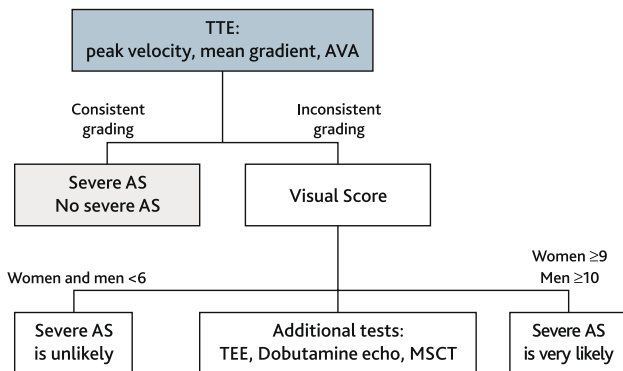 TTE:
peak velocity, mean gradient, AVA
Consistent
grading
Inconsistent
grading
Severe AS
No severe AS
Visual Score
Women and men <6
Women ≥9
Men ≥10
Severe AS
is unlikely
Additional tests:
TEE, Dobutamine echo, MSCT
Severe AS
is very likely